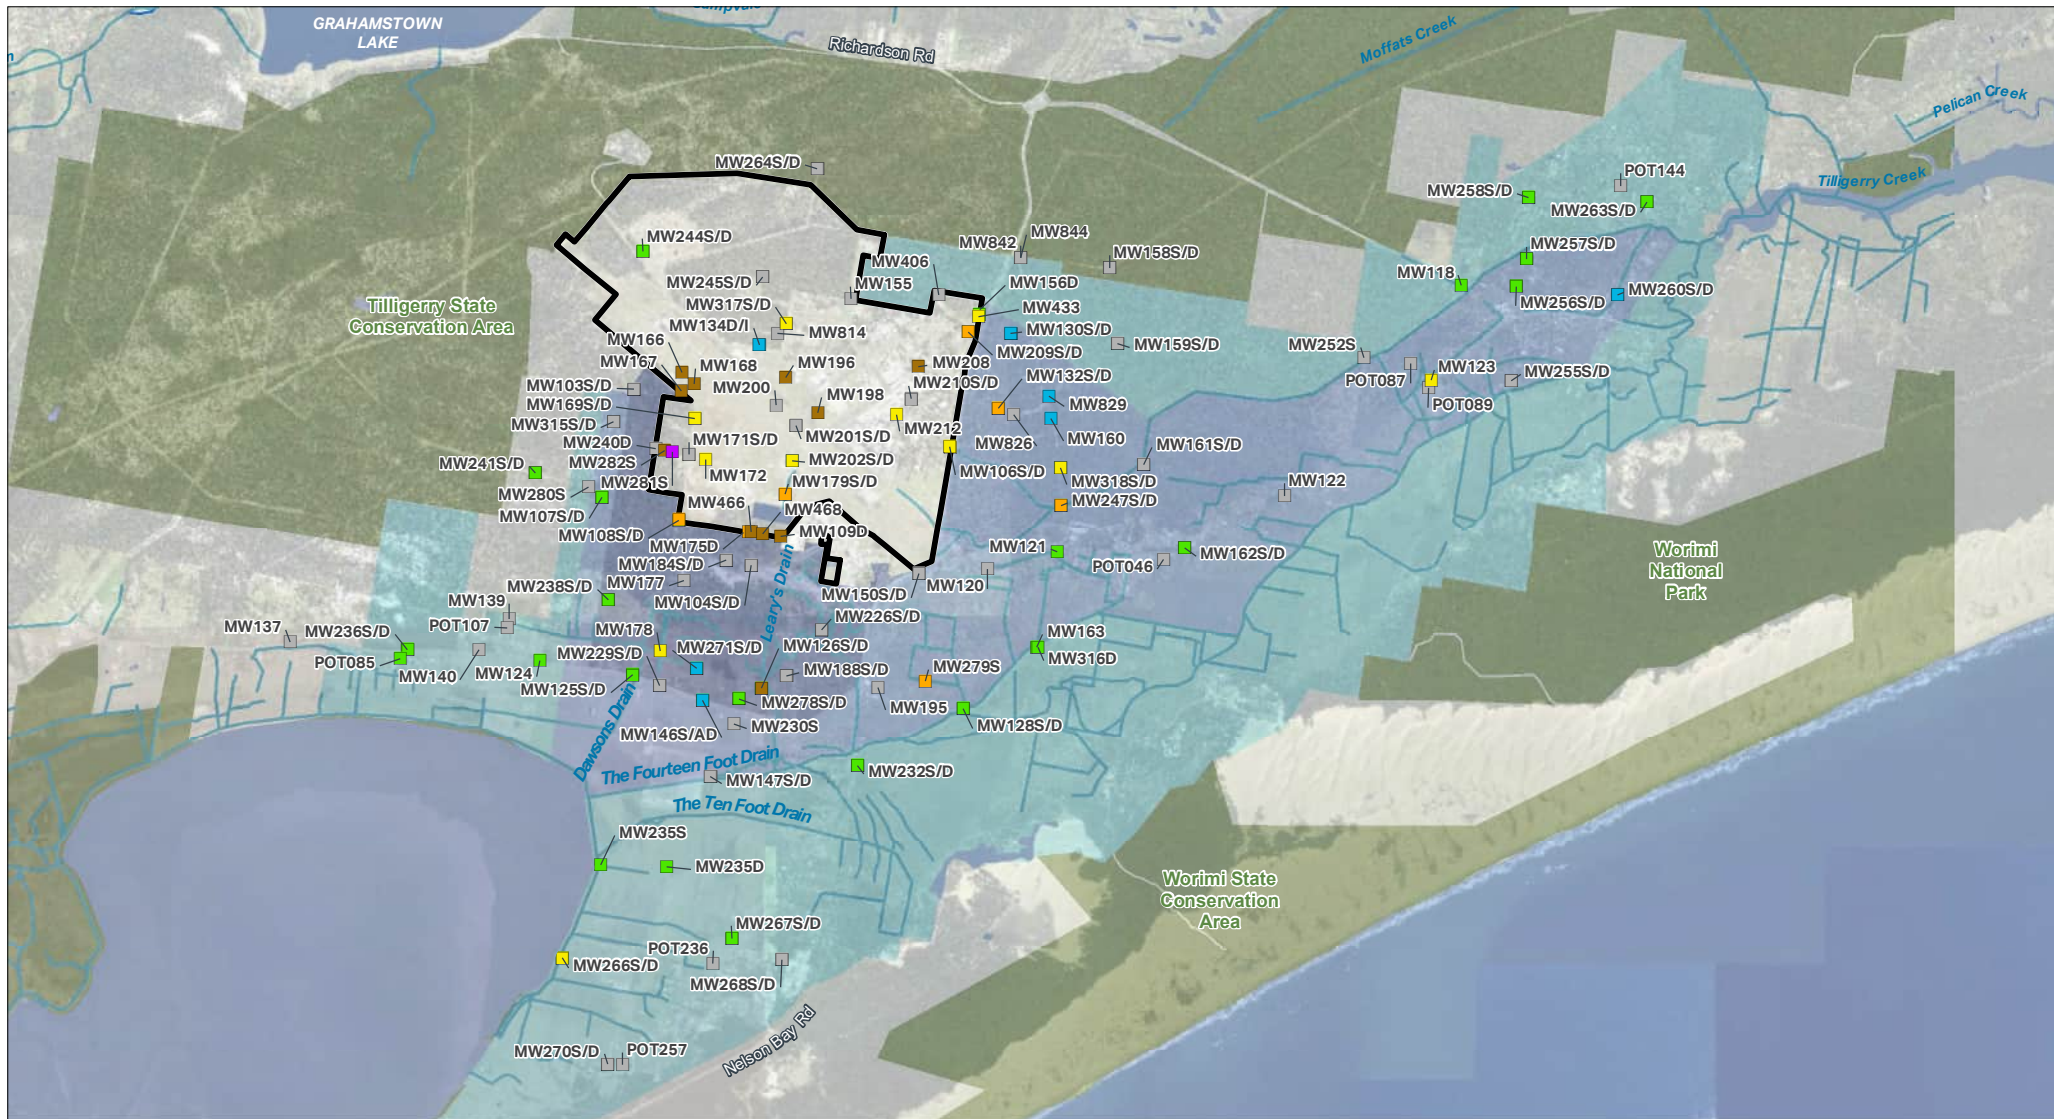 GRAHAMSTOWN
LAKE
Richardson Rd
Moffats Creek
Pelican Creek
Tilligerry Creek
MW264S/D
POT144
MW258S/D
MW263S/D
MW244S/D
MW842
MW844
MW158S/D
MW257S/D
MW406
MW245S/D
MW155
MW156D
MW118
MW256S/D
MW260S/D
Tilligerry State
Conservation Area
MW317S/D
MW433
MW134D/I
MW814
MW130S/D
MW166
MW209S/D
MW159S/D
MW252S
MW167
MW168
MW196
MW208
MW132S/D
MW123
MW255S/D
POT087
MW103S/D
MW200
MW210S/D
MW198
MW829
POT089
MW169S/D
MW315S/D
MW212
MW201S/D
MW826
MW160
MW240D
MW171S/D
MW161S/D
MW282S
MW241S/D
MW172
MW202S/D
MW106S/D
MW281S
MW179S/D
MW318S/D
MW122
MW280S
MW107S/D
MW466
MW468
MW247S/D
MW108S/D
MW109D
MW175D
MW121
MW162S/D
MW184S/D
POT046
Worimi
National
Park
MW177
MW238S/D
MW120
MW150S/D
MW104S/D
Leary's Drain
MW139
POT107
MW226S/D
MW137
MW236S/D
MW178
MW163
MW271S/D
MW126S/D
MW229S/D
MW316D
POT085
MW140
MW124
MW188S/D
MW279S
MW125S/D
MW278S/D
MW195
MW128S/D
MW230S
MW146S/AD
Dawsons Drain
The Fourteen Foot Drain
MW147S/D
MW232S/D
The Ten Foot Drain
MW235S
MW235D
Worimi State
Conservation
Area
MW267S/D
POT236
MW266S/D
MW268S/D
Nelson Bay Rd
MW270S/D
POT257